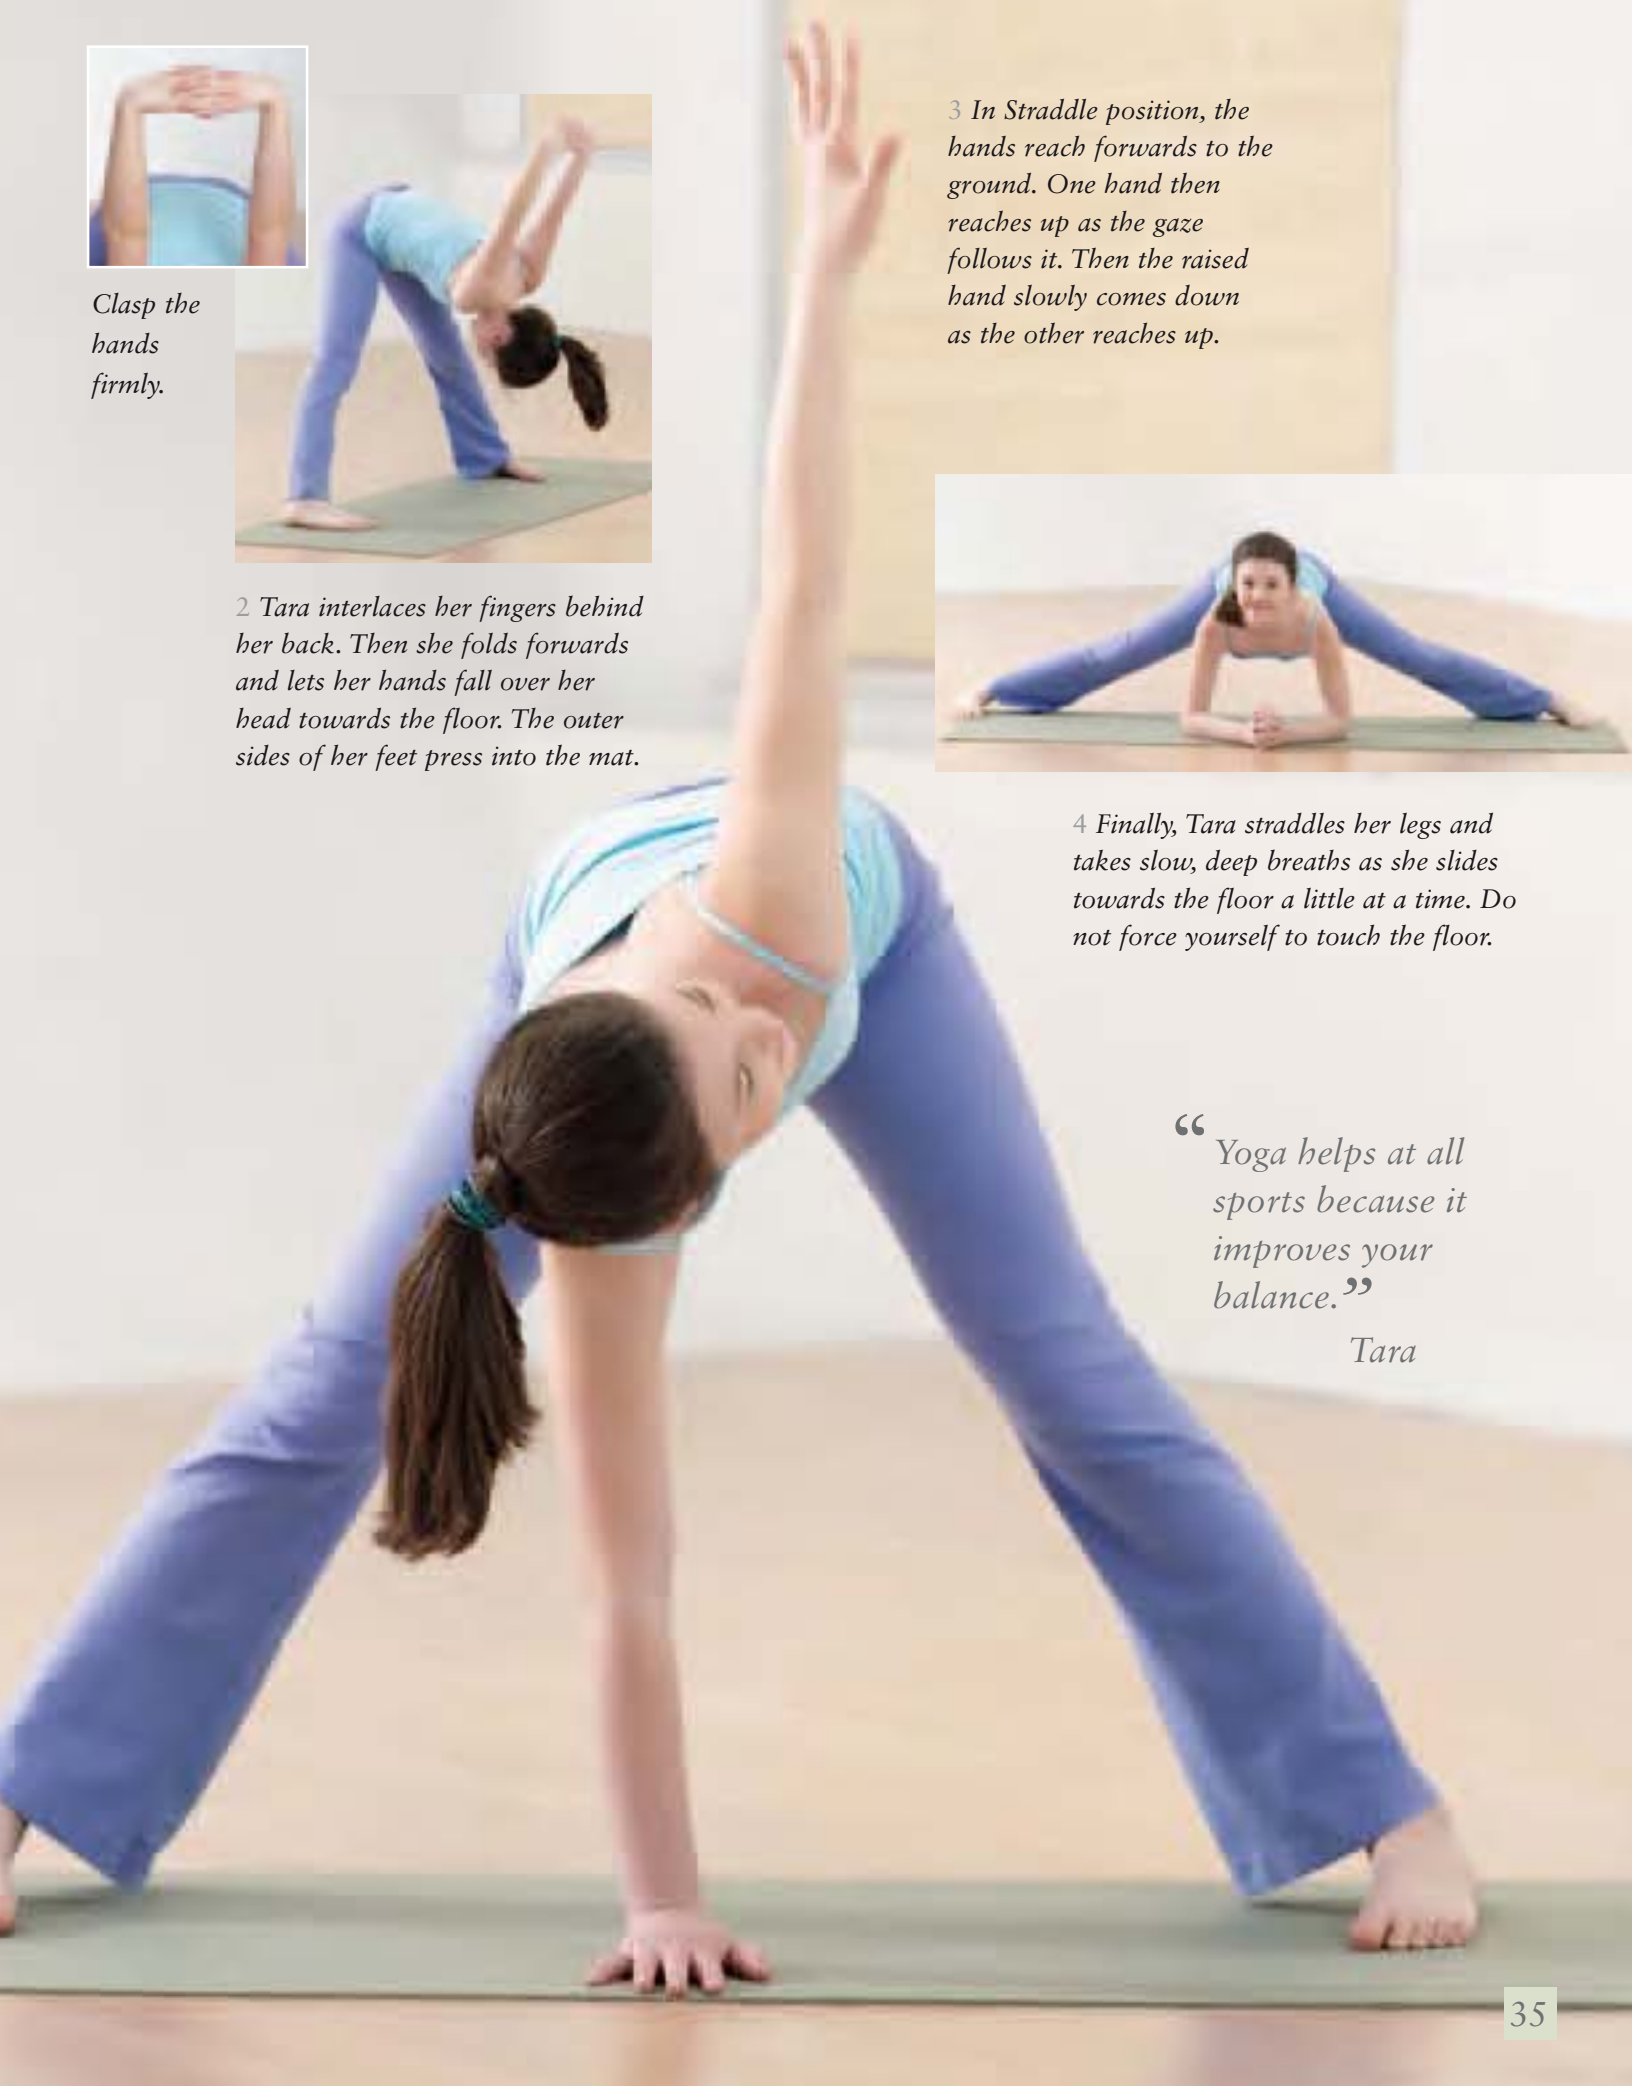 Clasp the
hands
firmly.
2 Tara interlaces her fingers behind
her back. Then she folds forwards
and lets her hands fall over her
head towards the floor. The outer
sides of her feet press into the mat.
3 In Straddle position, the
hands reach forwards to the
ground. One hand then
reaches up as the gaze
follows it. Then the raised
hand slowly comes down
as the other reaches up.
4 Finally, Tara straddles her legs and
takes slow, deep breaths as she slides
towards the floor a little at a time. Do
not force yourself to touch the floor.
“Yoga helps at all
sports because it
improves your
balance.”
Tara
35